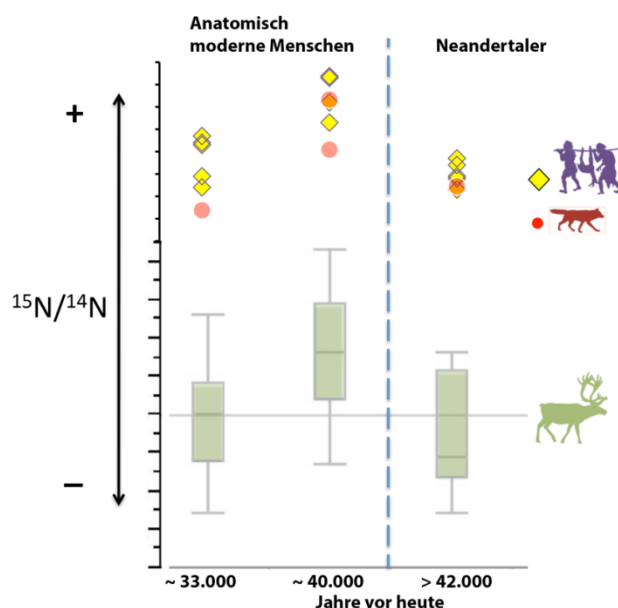 Anatomisch
moderne Menschen
Neandertaler
+
¹⁵N/¹⁴N
–
~ 33.000
~ 40.000
> 42.000
Jahre vor heute